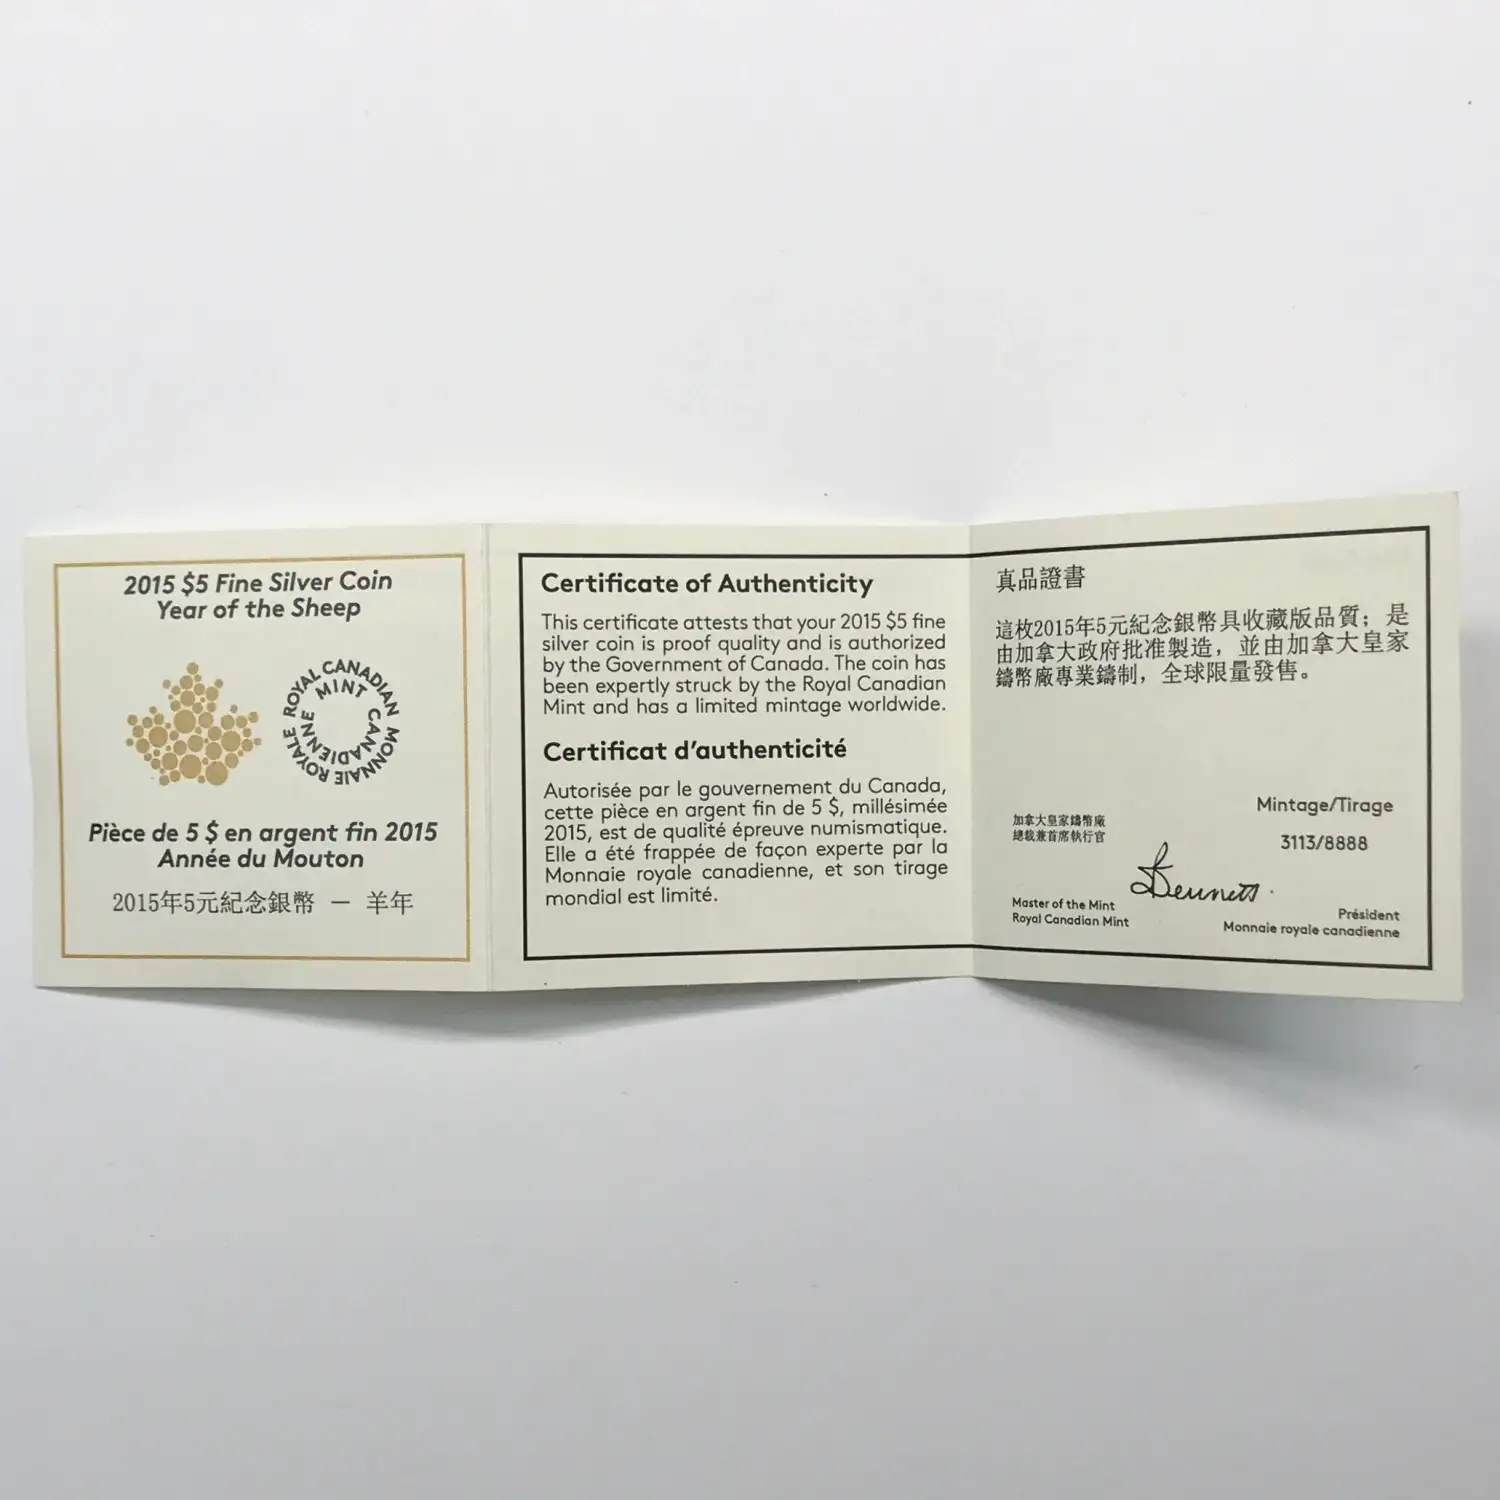 2015 $5 Fine Silver Coin
Year of the Sheep
ROYAL CANADIAN MINT
MONNAIE ROYALE CANADIENNE
Pièce de 5 $ en argent fin 2015
Année du Mouton
2015年5元紀念銀幣 — 羊年
Certificate of Authenticity
This certificate attests that your 2015 $5 fine
silver coin is proof quality and is authorized
by the Government of Canada. The coin has
been expertly struck by the Royal Canadian
Mint and has a limited mintage worldwide.
Certificat d'authenticité
Autorisée par le gouvernement du Canada,
cette pièce en argent fin de 5 $, millésimée
2015, est de qualité épreuve numismatique.
Elle a été frappée de façon experte par la
Monnaie royale canadienne, et son tirage
mondial est limité.
真品證書
這枚2015年5元紀念銀幣具收藏版品質；是
由加拿大政府批准製造，並由加拿大皇家
鑄幣廠專業鑄制，全球限量發售。
Mintage/Tirage
3113/8888
加拿大皇家鑄幣廠
總裁兼首席執行官
Bennett
Master of the Mint
Royal Canadian Mint
Président
Monnaie royale canadienne